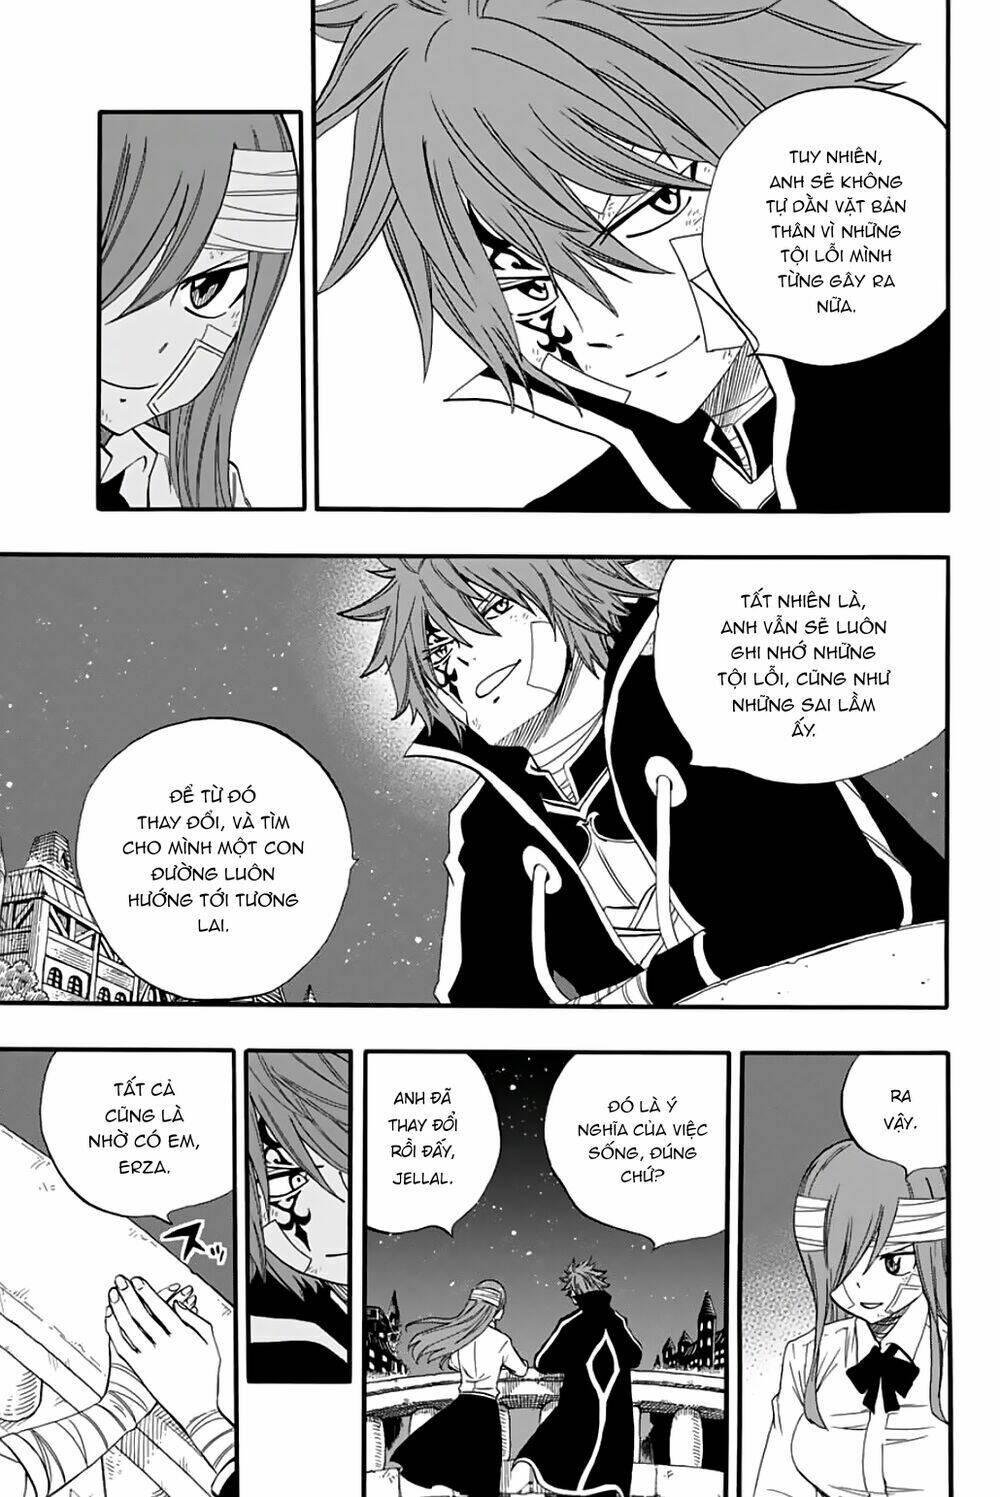 TUY NHIÊN,
ANH SẼ KHÔNG
TỰ DẰN VẶT BẢN
THÂN VÌ NHỮNG
TỘI LỖI MÌNH
TỪNG GÂY RA
NỮA.
TẤT NHIÊN LÀ,
ANH VẪN SẼ LUÔN
GHI NHỚ NHỮNG
TỘI LỖI, CŨNG NHƯ
NHỮNG SAI LẦM
ẤY.
ĐỂ TỪ ĐÓ
THAY ĐỔI, VÀ TÌM
CHO MÌNH MỘT CON
ĐƯỜNG LUÔN
HƯỚNG TỚI TƯƠNG
LAI.
RA
VẬY.
ĐÓ LÀ Ý
NGHĨA CỦA VIỆC
SỐNG, ĐÚNG
CHỨ?
ANH ĐÃ
THAY ĐỔI
RỒI ĐẤY,
JELLAL.
TẤT CẢ
CŨNG LÀ
NHỜ CÓ EM,
ERZA.
スッ